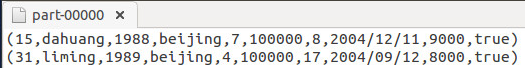 part-00000 ×
(15,dahuang,1988,beijing,7,100000,8,2004/12/11,9000,true)
(31,liming,1989,beijing,4,100000,17,2004/09/12,8000,true)